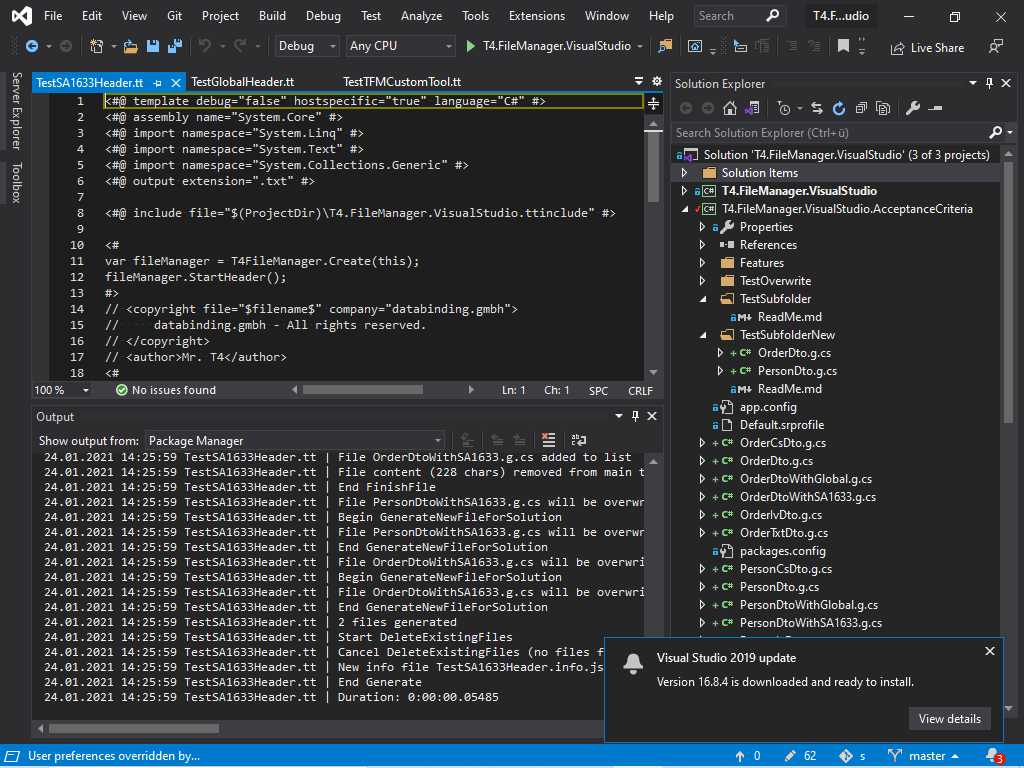 File Edit View Git Project Build Debug Test Analyze Tools Extensions Window Help Search T4.F...udio
Debug Any CPU T4.FileManager.VisualStudio Live Share
Server Explorer
Toolbox
TestSA1633Header.tt TestGlobalHeader.tt TestTFMCustomTool.tt
1 <#@ template debug="false" hostspecific="true" language="C#" #>
2 <#@ assembly name="System.Core" #>
3 <#@ import namespace="System.Linq" #>
4 <#@ import namespace="System.Text" #>
5 <#@ import namespace="System.Collections.Generic" #>
6 <#@ output extension=".txt" #>
7
8 <#@ include file="$(ProjectDir)\T4.FileManager.VisualStudio.ttinclude" #>
9
10 <#
11 var fileManager = T4FileManager.Create(this);
12 fileManager.StartHeader();
13 #>
14 // <copyright file="$filename$" company="databinding.gmbh">
15 //     databinding.gmbh - All rights reserved.
16 // </copyright>
17 // <author>Mr. T4</author>
18 <#
100 % No issues found Ln: 1 Ch: 1 SPC CRLF
Output
Show output from: Package Manager
24.01.2021 14:25:59 TestSA1633Header.tt | File OrderDtoWithSA1633.g.cs added to list
24.01.2021 14:25:59 TestSA1633Header.tt | File content (228 chars) removed from main t
24.01.2021 14:25:59 TestSA1633Header.tt | End FinishFile
24.01.2021 14:25:59 TestSA1633Header.tt | File PersonDtoWithSA1633.g.cs will be overwr
24.01.2021 14:25:59 TestSA1633Header.tt | Begin GenerateNewFileForSolution
24.01.2021 14:25:59 TestSA1633Header.tt | File PersonDtoWithSA1633.g.cs will be overwr
24.01.2021 14:25:59 TestSA1633Header.tt | End GenerateNewFileForSolution
24.01.2021 14:25:59 TestSA1633Header.tt | File OrderDtoWithSA1633.g.cs will be overwri
24.01.2021 14:25:59 TestSA1633Header.tt | Begin GenerateNewFileForSolution
24.01.2021 14:25:59 TestSA1633Header.tt | File OrderDtoWithSA1633.g.cs will be overwri
24.01.2021 14:25:59 TestSA1633Header.tt | End GenerateNewFileForSolution
24.01.2021 14:25:59 TestSA1633Header.tt | 2 files generated
24.01.2021 14:25:59 TestSA1633Header.tt | Start DeleteExistingFiles
24.01.2021 14:25:59 TestSA1633Header.tt | Cancel DeleteExistingFiles (no files f
24.01.2021 14:25:59 TestSA1633Header.tt | New info file TestSA1633Header.info.js
24.01.2021 14:25:59 TestSA1633Header.tt | End Generate
24.01.2021 14:25:59 TestSA1633Header.tt | Duration: 0:00:00.05485
Solution Explorer
Search Solution Explorer (Ctrl+ü)
Solution 'T4.FileManager.VisualStudio' (3 of 3 projects)
Solution Items
C# T4.FileManager.VisualStudio
C# T4.FileManager.VisualStudio.AcceptanceCriteria
Properties
References
Features
TestOverwrite
TestSubfolder
M↓ ReadMe.md
TestSubfolderNew
+ C# OrderDto.g.cs
+ C# PersonDto.g.cs
M↓ ReadMe.md
app.config
Default.srprofile
+ C# OrderCsDto.g.cs
+ C# OrderDto.g.cs
+ C# OrderDtoWithGlobal.g.cs
+ C# OrderDtoWithSA1633.g.cs
+ C# OrderIvDto.g.cs
+ C# OrderTxtDto.g.cs
packages.config
+ C# PersonCsDto.g.cs
+ C# PersonDto.g.cs
+ C# PersonDtoWithGlobal.g.cs
+ C# PersonDtoWithSA1633.g.cs
Visual Studio 2019 update
Version 16.8.4 is downloaded and ready to install.
View details
User preferences overridden by... 0 62 s master 3